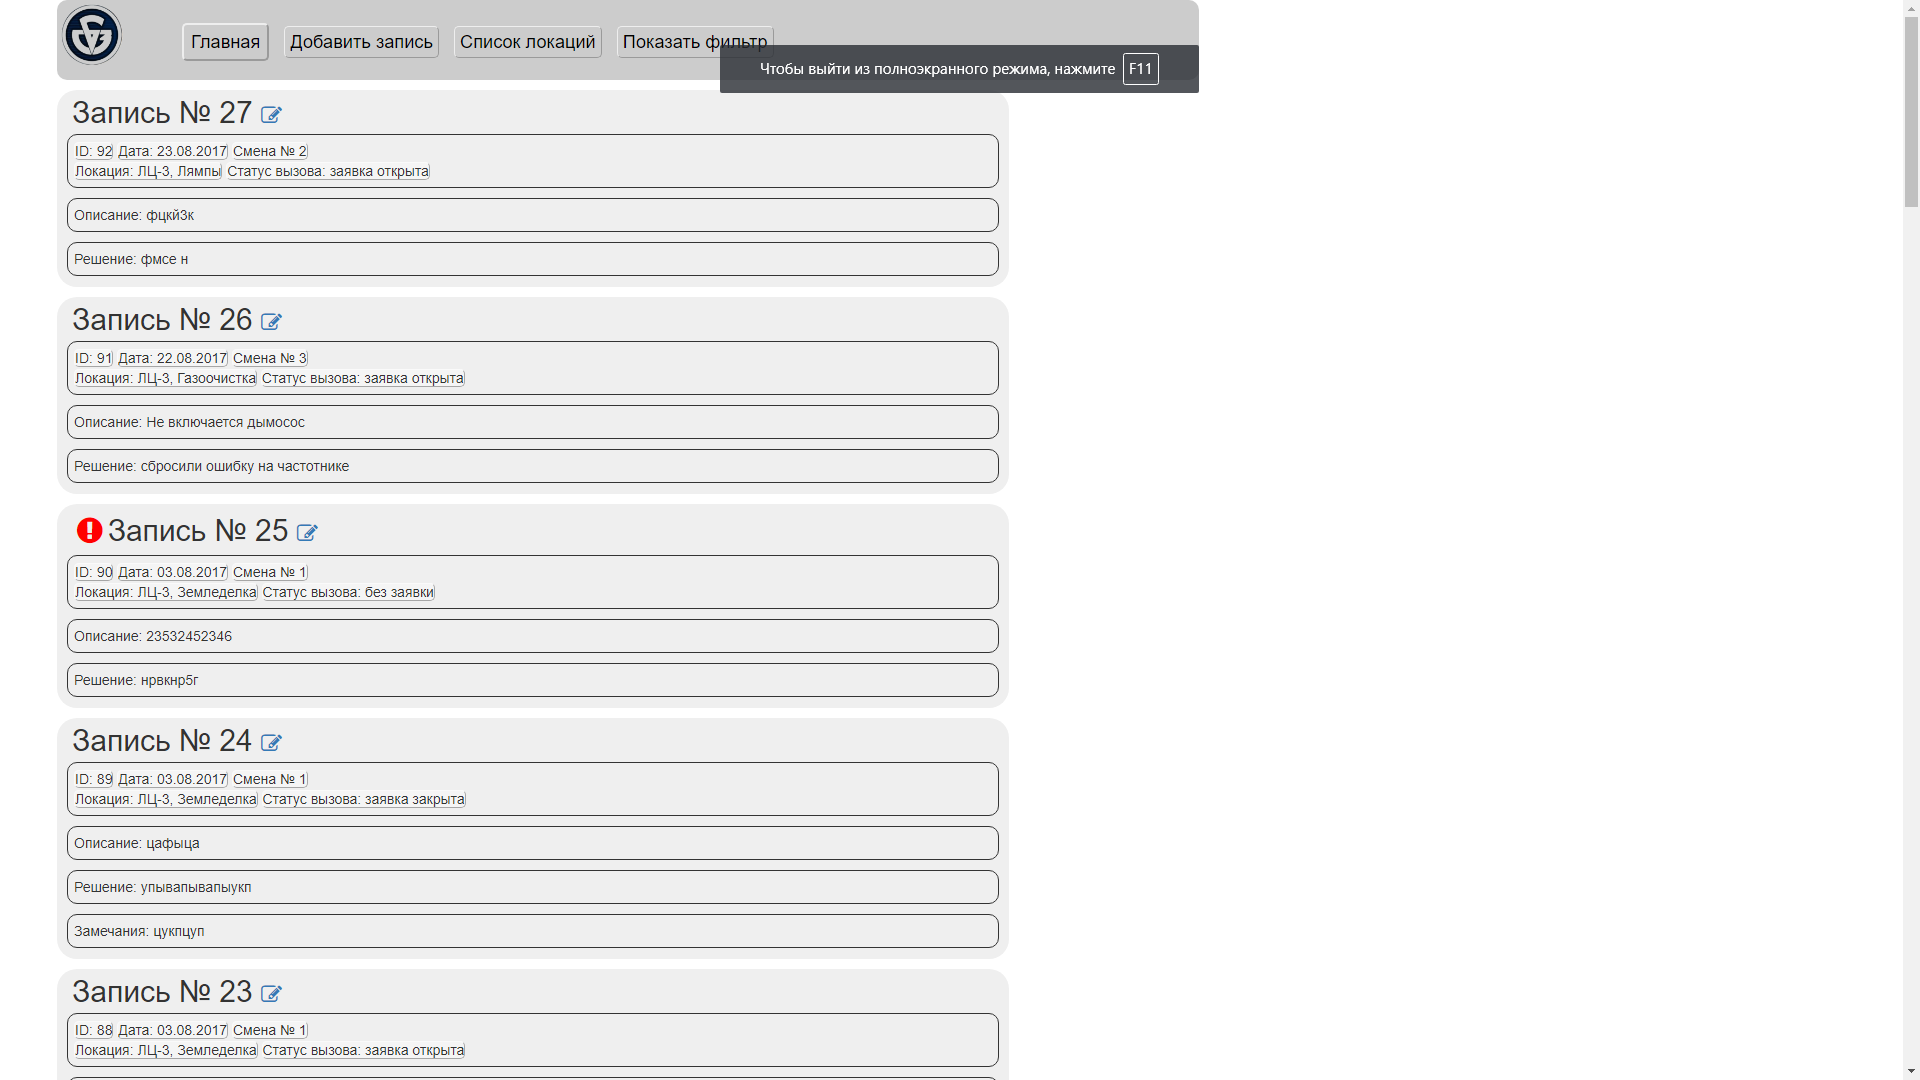 Главная Добавить запись Список локаций Показать фильтр
Чтобы выйти из полноэкранного режима, нажмите F11
Запись № 27
ID: 92 Дата: 23.08.2017 Смена № 2
Локация: ЛЦ-3, Лямпы Статус вызова: заявка открыта
Описание: фцкй3к
Решение: фмсе н
Запись № 26
ID: 91 Дата: 22.08.2017 Смена № 3
Локация: ЛЦ-3, Газоочистка Статус вызова: заявка открыта
Описание: Не включается дымосос
Решение: сбросили ошибку на частотнике
Запись № 25
ID: 90 Дата: 03.08.2017 Смена № 1
Локация: ЛЦ-3, Земледелка Статус вызова: без заявки
Описание: 23532452346
Решение: нрвкнр5г
Запись № 24
ID: 89 Дата: 03.08.2017 Смена № 1
Локация: ЛЦ-3, Земледелка Статус вызова: заявка закрыта
Описание: цафыца
Решение: упывапывапыукп
Замечания: цукпцуп
Запись № 23
ID: 88 Дата: 03.08.2017 Смена № 1
Локация: ЛЦ-3, Земледелка Статус вызова: заявка открыта